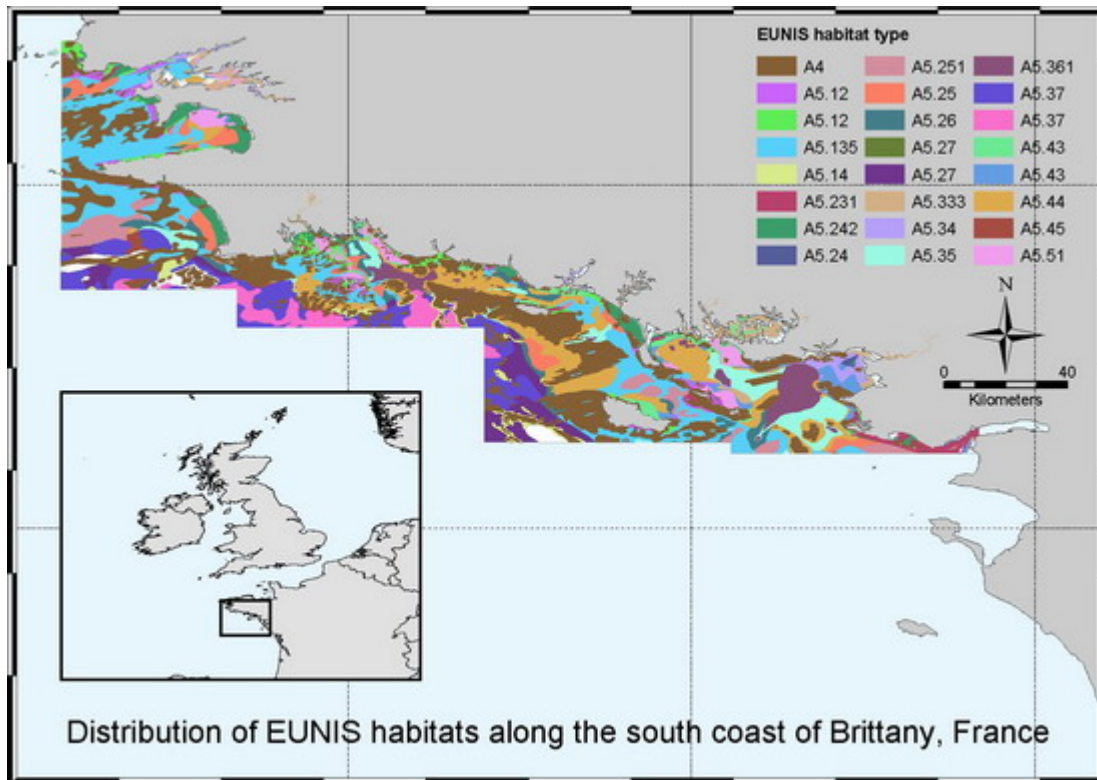 EUNIS habitat type
A4 A5.251 A5.361
A5.12 A5.25 A5.37
A5.12 A5.26 A5.37
A5.135 A5.27 A5.43
A5.14 A5.27 A5.43
A5.231 A5.333 A5.44
A5.242 A5.34 A5.45
A5.24 A5.35 A5.51
N
0 20 40
Kilometers
Distribution of EUNIS habitats along the south coast of Brittany, France